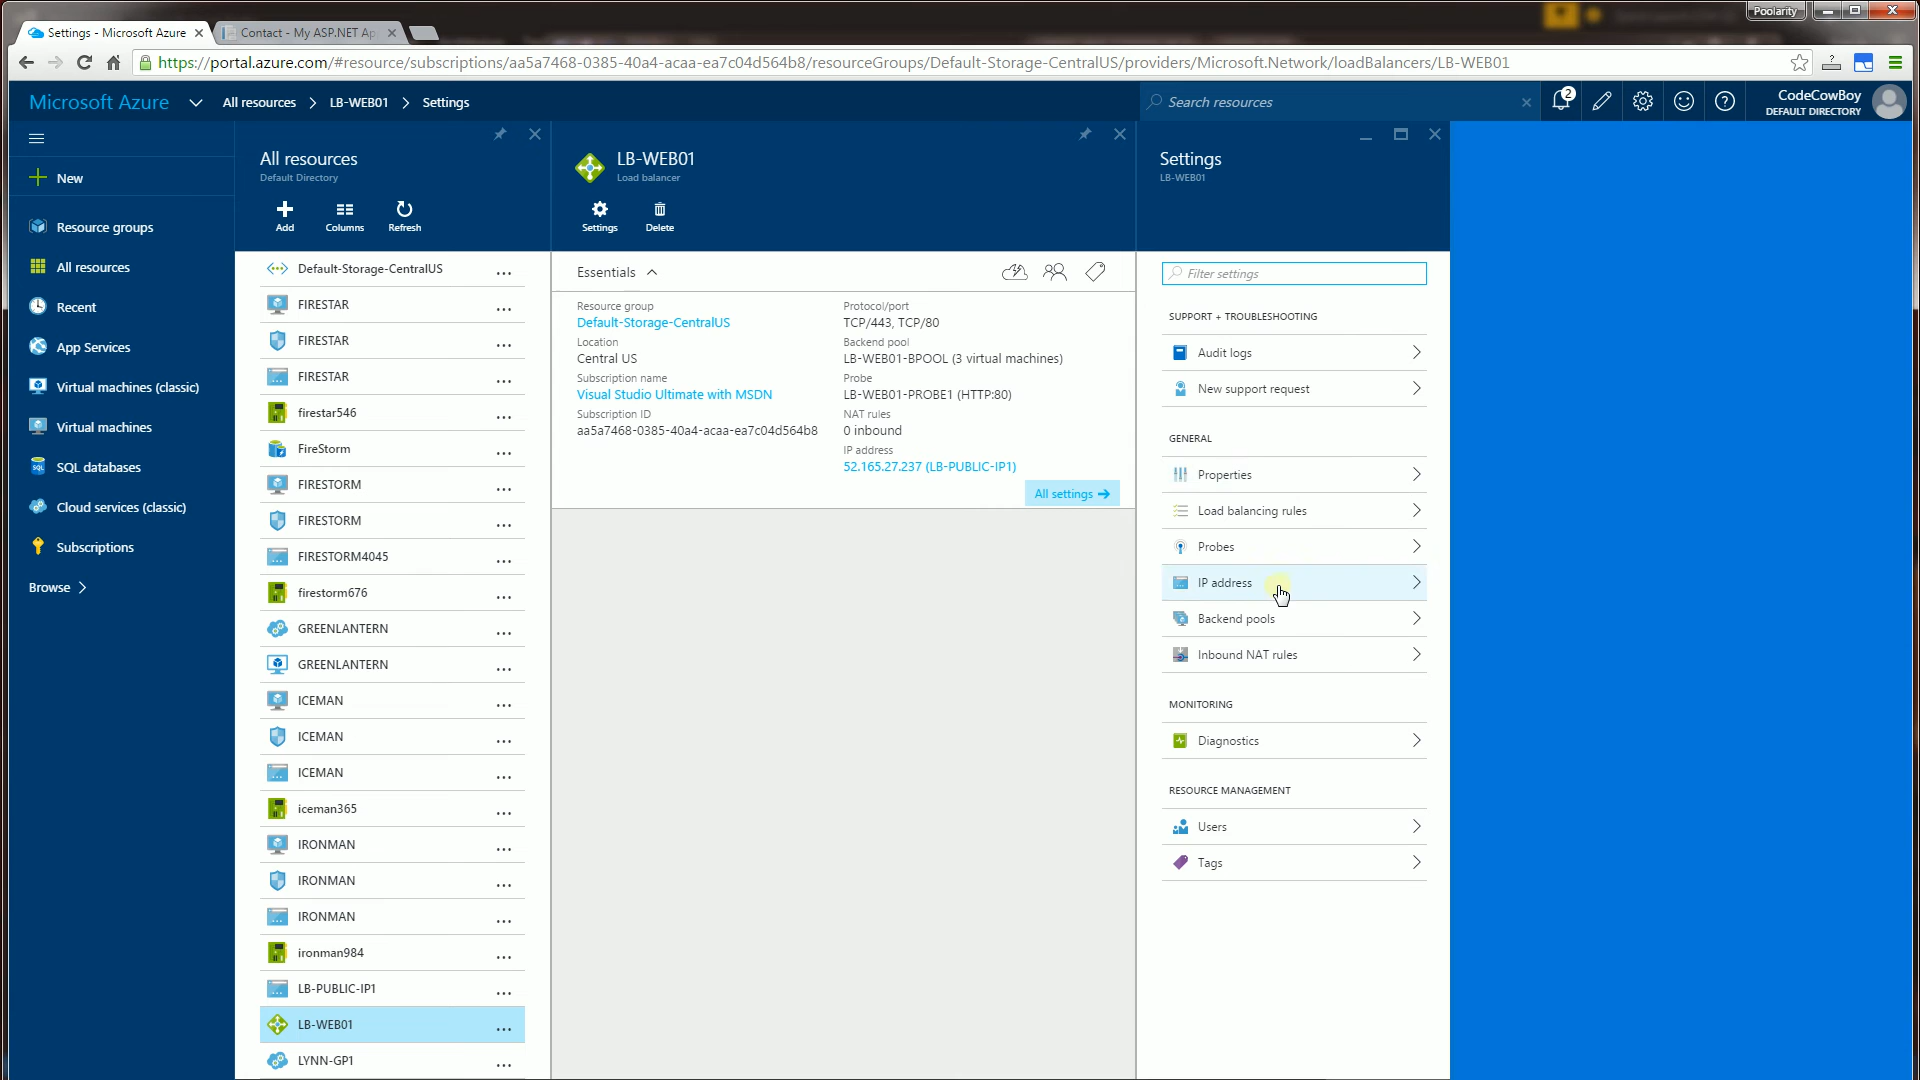 Poolarity
Settings - Microsoft Azure
Contact - My ASP.NET Ap
https://portal.azure.com/#resource/subscriptions/aa5a7468-0385-40a4-acaa-ea7c04d564b8/resourceGroups/Default-Storage-CentralUS/providers/Microsoft.Network/loadBalancers/LB-WEB01
Microsoft Azure
All resources > LB-WEB01 > Settings
Search resources
2
CodeCowBoy
DEFAULT DIRECTORY
New
Resource groups
All resources
Recent
App Services
Virtual machines (classic)
Virtual machines
SQL databases
Cloud services (classic)
Subscriptions
Browse >
All resources
Default Directory
Add
Columns
Refresh
Default-Storage-CentralUS ...
FIRESTAR ...
FIRESTAR ...
FIRESTAR ...
firestar546 ...
FireStorm ...
FIRESTORM ...
FIRESTORM ...
FIRESTORM4045 ...
firestorm676 ...
GREENLANTERN ...
GREENLANTERN ...
ICEMAN ...
ICEMAN ...
ICEMAN ...
iceman365 ...
IRONMAN ...
IRONMAN ...
IRONMAN ...
ironman984 ...
LB-PUBLIC-IP1 ...
LB-WEB01 ...
LYNN-GP1 ...
LB-WEB01
Load balancer
Settings
Delete
Essentials
Resource group
Default-Storage-CentralUS
Location
Central US
Subscription name
Visual Studio Ultimate with MSDN
Subscription ID
aa5a7468-0385-40a4-acaa-ea7c04d564b8
Protocol/port
TCP/443, TCP/80
Backend pool
LB-WEB01-BPOOL (3 virtual machines)
Probe
LB-WEB01-PROBE1 (HTTP:80)
NAT rules
0 inbound
IP address
52.165.27.237 (LB-PUBLIC-IP1)
All settings →
Settings
LB-WEB01
Filter settings
SUPPORT + TROUBLESHOOTING
Audit logs
New support request
GENERAL
Properties
Load balancing rules
Probes
IP address
Backend pools
Inbound NAT rules
MONITORING
Diagnostics
RESOURCE MANAGEMENT
Users
Tags